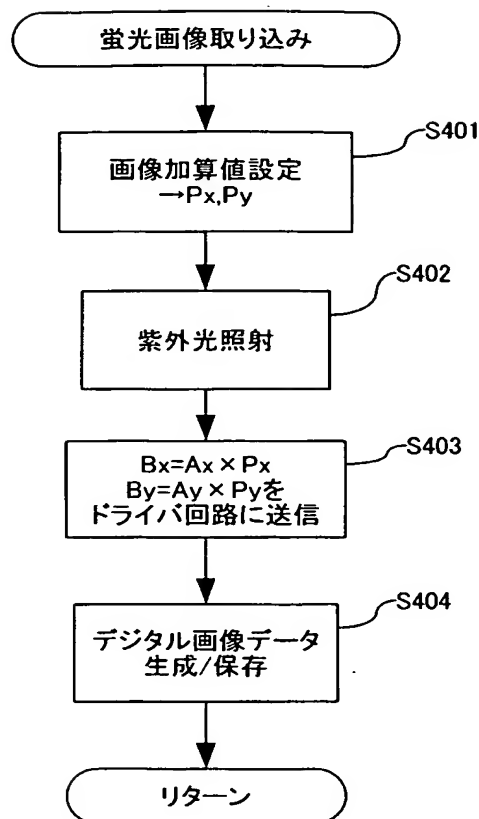 蛍光画像取り込み
S401
画像加算値設定
→Px,Py
S402
紫外光照射
S403
Bx=Ax×Px
By=Ay×Pyを
ドライバ回路に送信
S404
デジタル画像データ
生成/保存
リターン